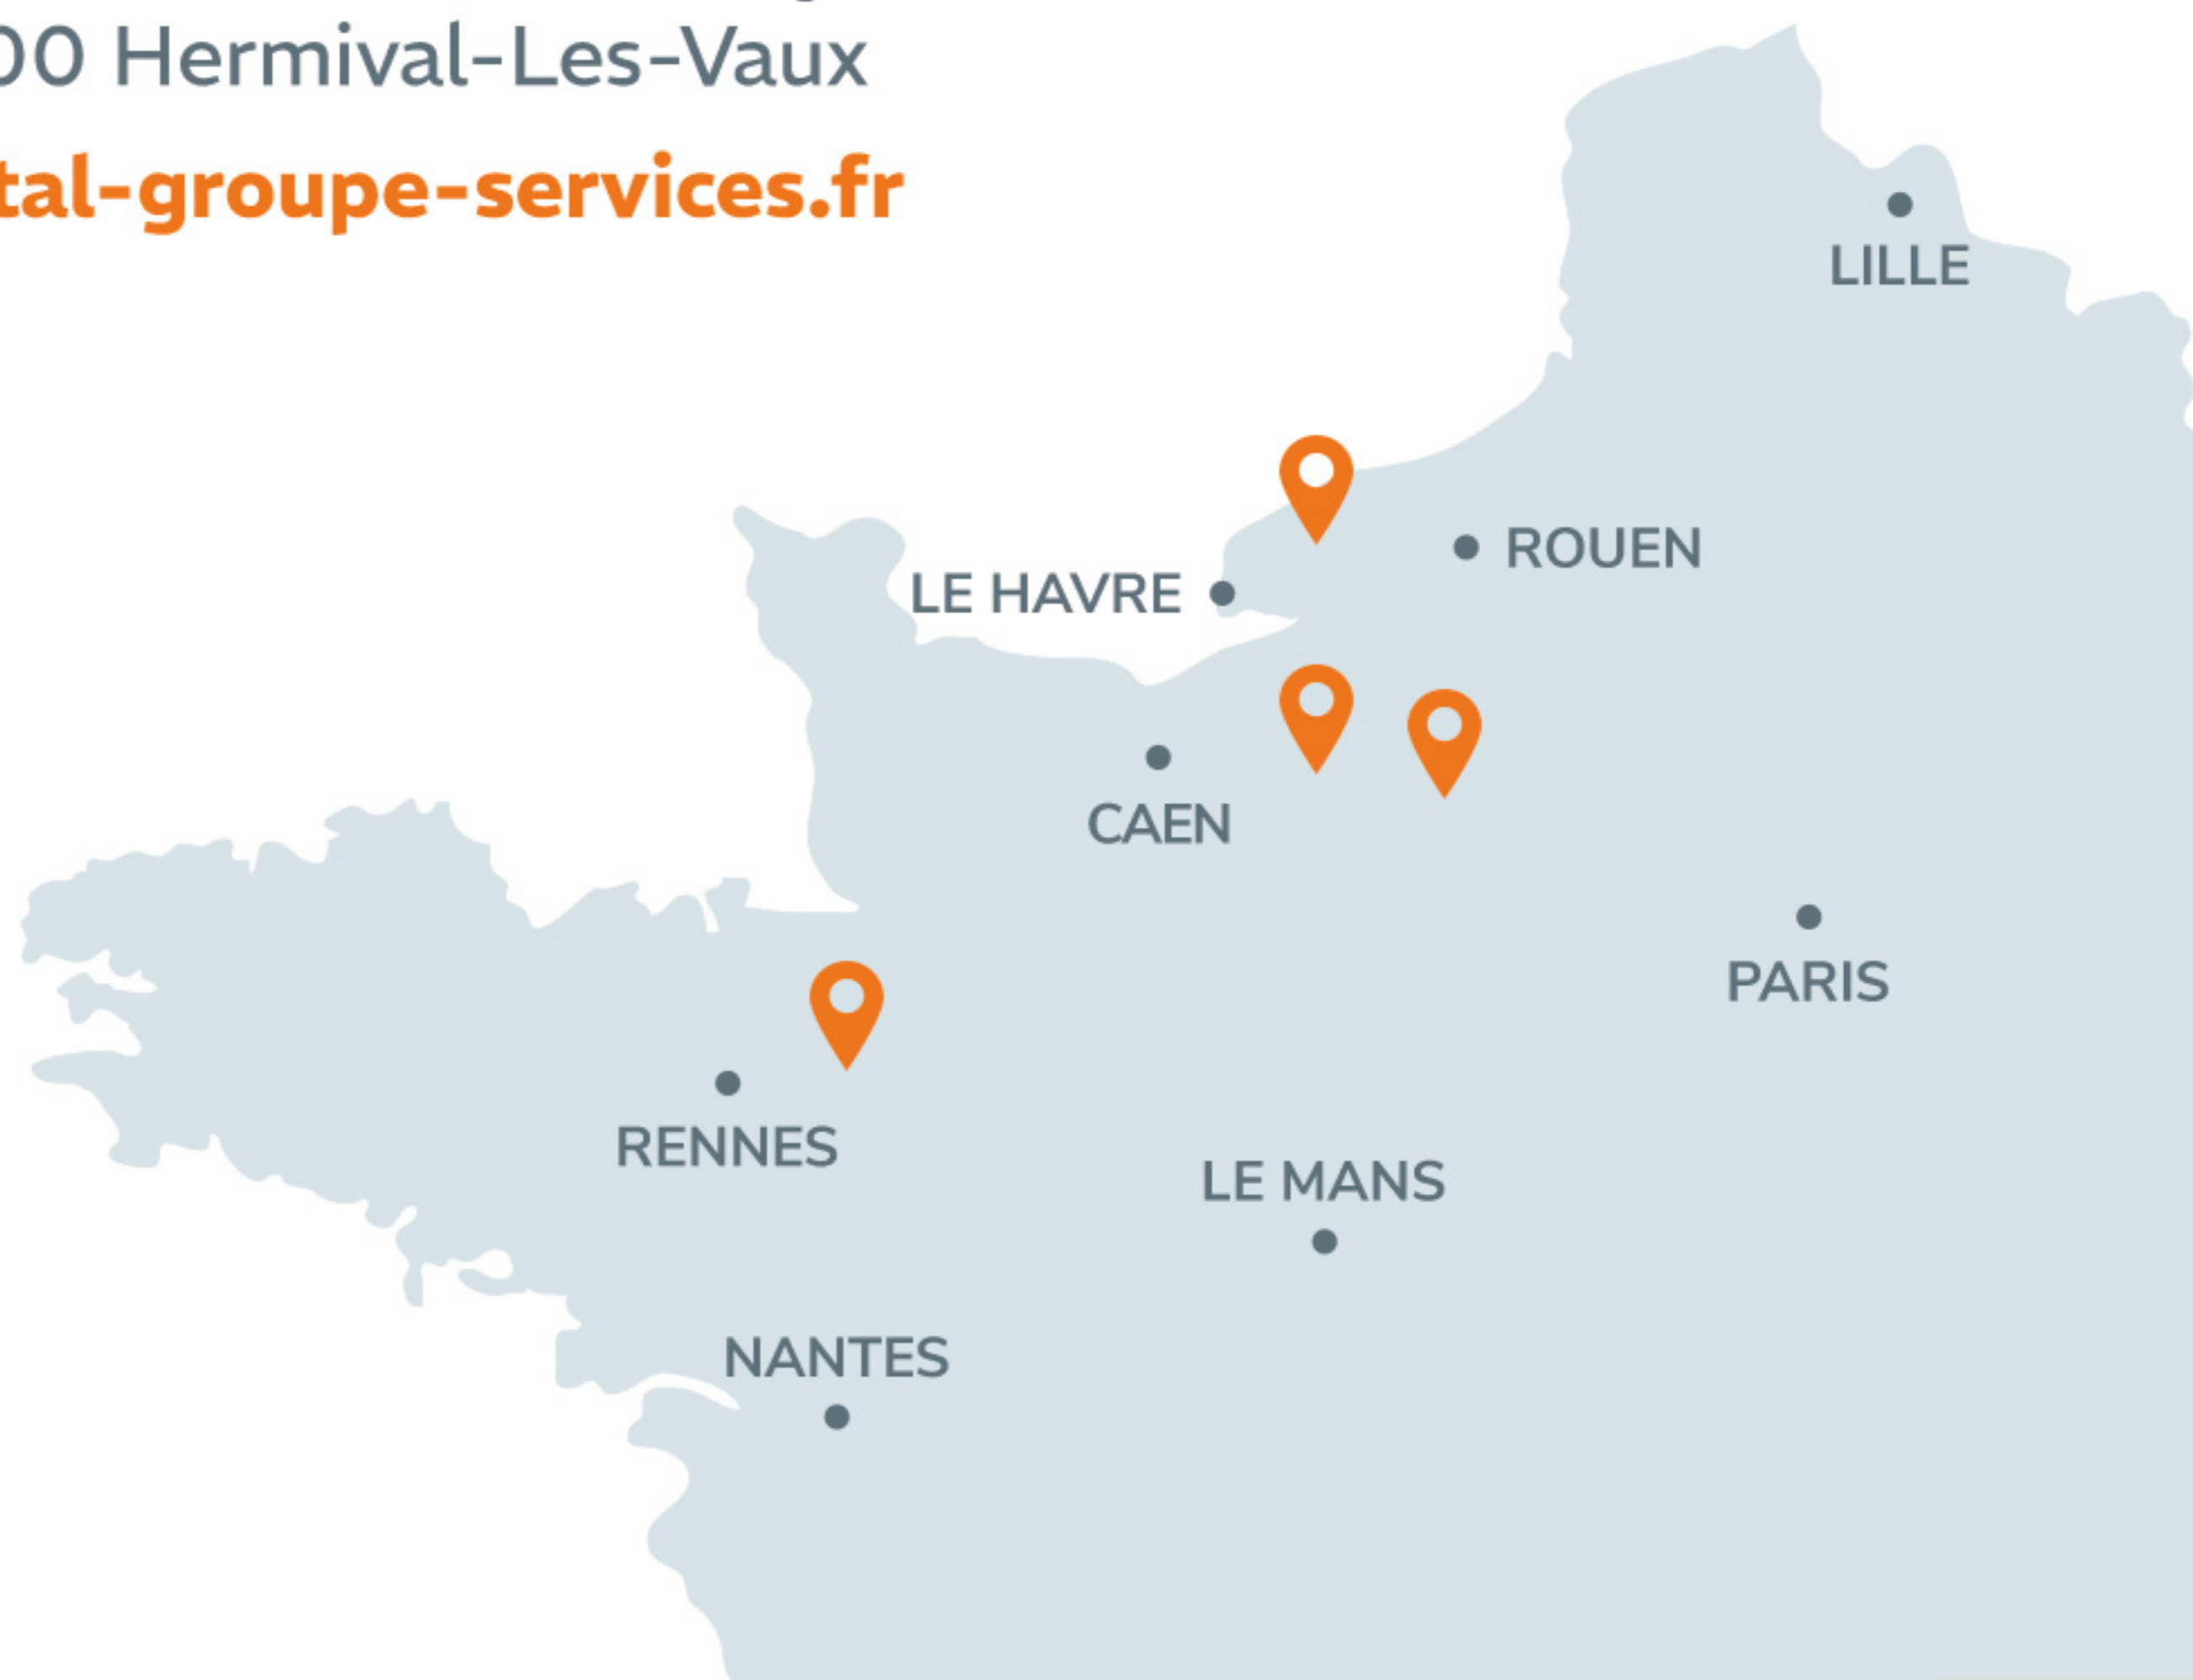 00 Hermival-Les-Vaux
tal-groupe-services.fr
LILLE
ROUEN
LE HAVRE
CAEN
PARIS
RENNES
LE MANS
NANTES